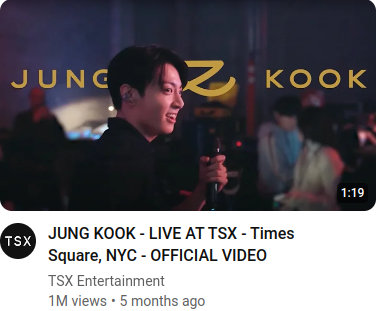 JUNG KOOK
1:19
TSX
JUNG KOOK - LIVE AT TSX - Times
Square, NYC - OFFICIAL VIDEO
TSX Entertainment
1M views • 5 months ago